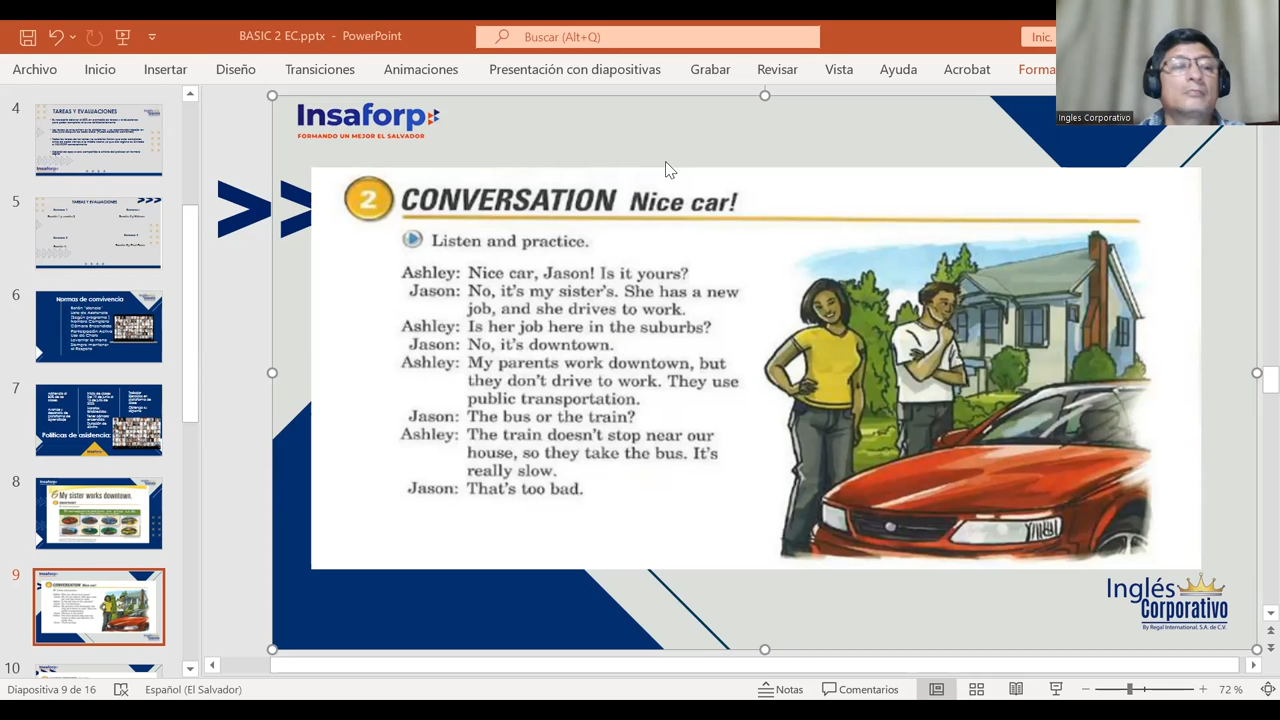 BASIC 2 EC.pptx - PowerPoint
Buscar (Alt+Q)
Inic.
Archivo Inicio Insertar Diseño Transiciones Animaciones Presentación con diapositivas Grabar Revisar Vista Ayuda Acrobat Forma
Ingles Corporativo
4
TAREAS Y EVALUACIONES
Insaforp
5
TAREAS Y EVALUACIONES
6
Normas de convivencia
7
Políticas de asistencia:
8
6 My sister works downtown.
9
CONVERSATION Nice car!
10
Insaforp
FORMANDO UN MEJOR EL SALVADOR
2 CONVERSATION Nice car!
Listen and practice.
Ashley: Nice car, Jason! Is it yours?
Jason: No, it's my sister's. She has a new
job, and she drives to work.
Ashley: Is her job here in the suburbs?
Jason: No, it's downtown.
Ashley: My parents work downtown, but
they don't drive to work. They use
public transportation.
Jason: The bus or the train?
Ashley: The train doesn't stop near our
house, so they take the bus. It's
really slow.
Jason: That's too bad.
Inglés
Corporativo
By Regal International, S.A. de C.V.
Diapositiva 9 de 16 Español (El Salvador) Notas Comentarios 72 %